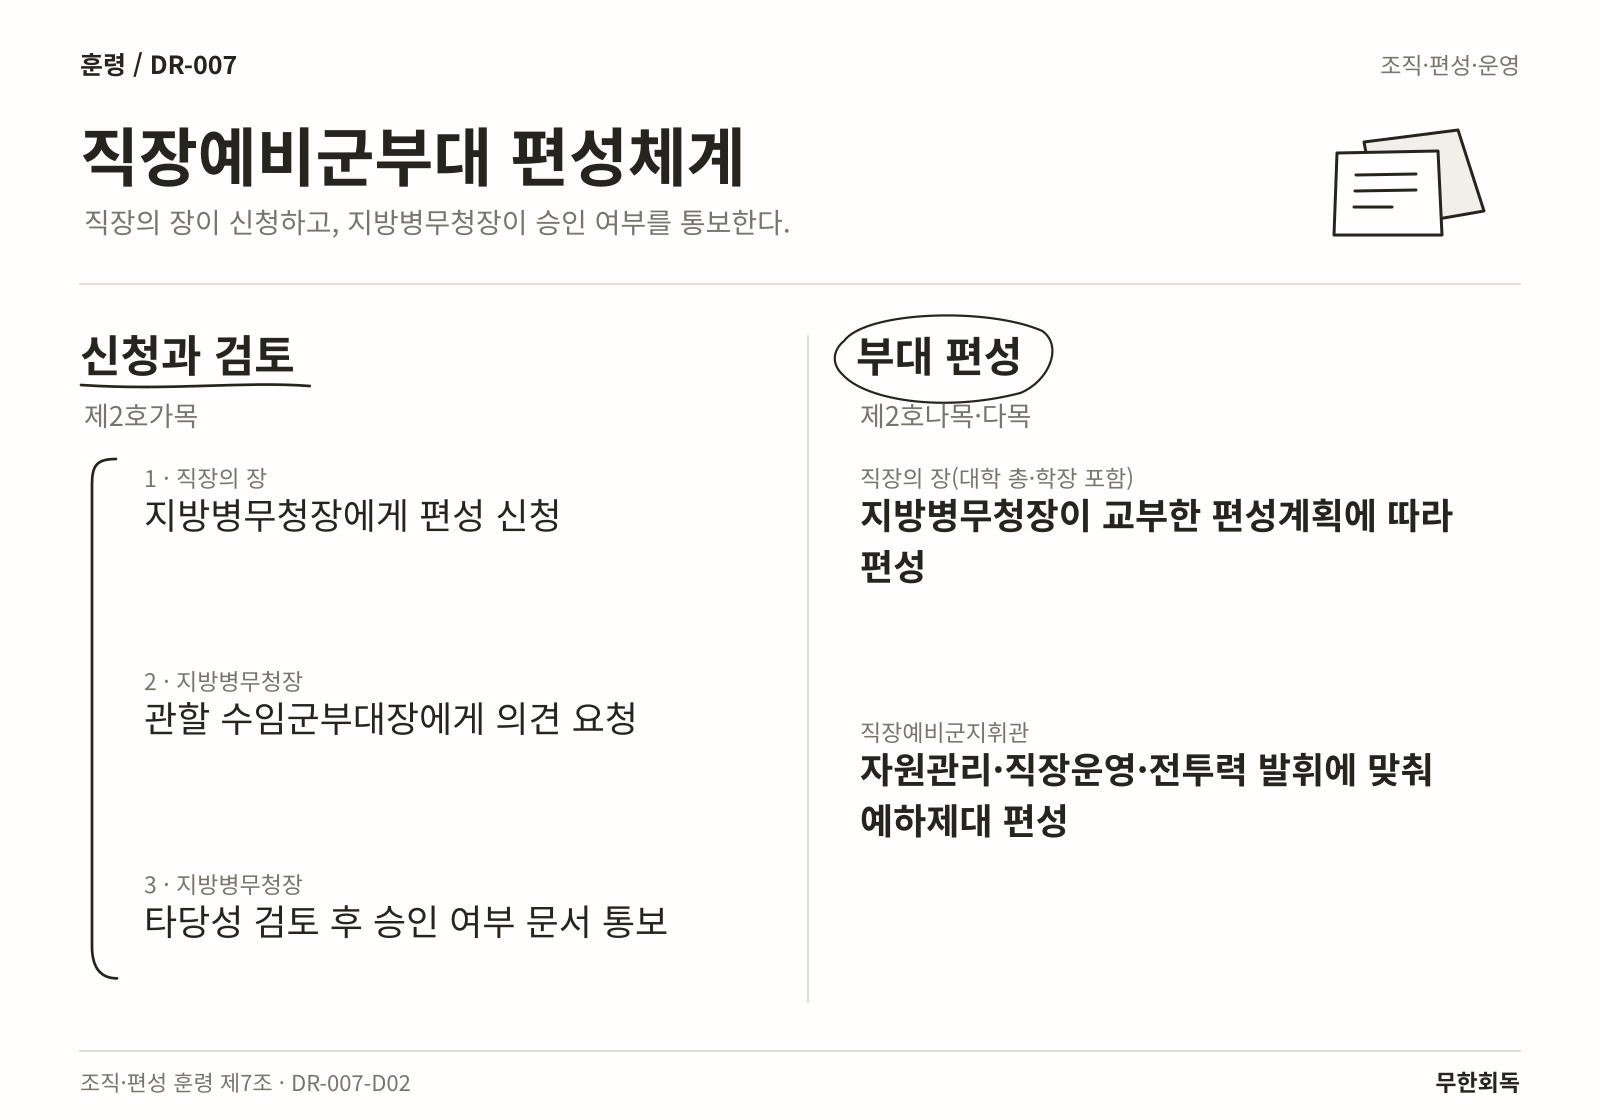 훈령 / DR-007
조직·편성·운영
직장예비군부대 편성체계
직장의 장이 신청하고, 지방병무청장이 승인 여부를 통보한다.
신청과 검토
제2호가목
1 · 직장의 장
지방병무청장에게 편성 신청
2 · 지방병무청장
관할 수임군부대장에게 의견 요청
3 · 지방병무청장
타당성 검토 후 승인 여부 문서 통보
부대 편성
제2호나목·다목
직장의 장(대학 총·학장 포함)
지방병무청장이 교부한 편성계획에 따라
편성
직장예비군지휘관
자원관리·직장운영·전투력 발휘에 맞춰
예하제대 편성
조직·편성 훈령 제7조 · DR-007-D02
무한회독